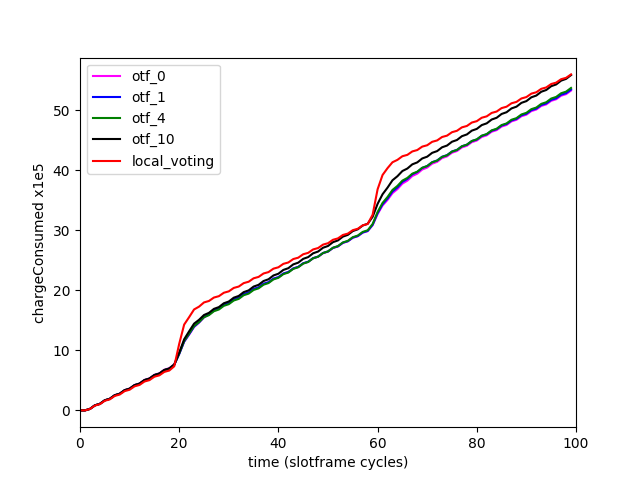 otf_0
otf_1
otf_4
otf_10
local_voting
chargeConsumed x1e5
50
40
30
20
10
0
0 20 40 60 80 100
time (slotframe cycles)